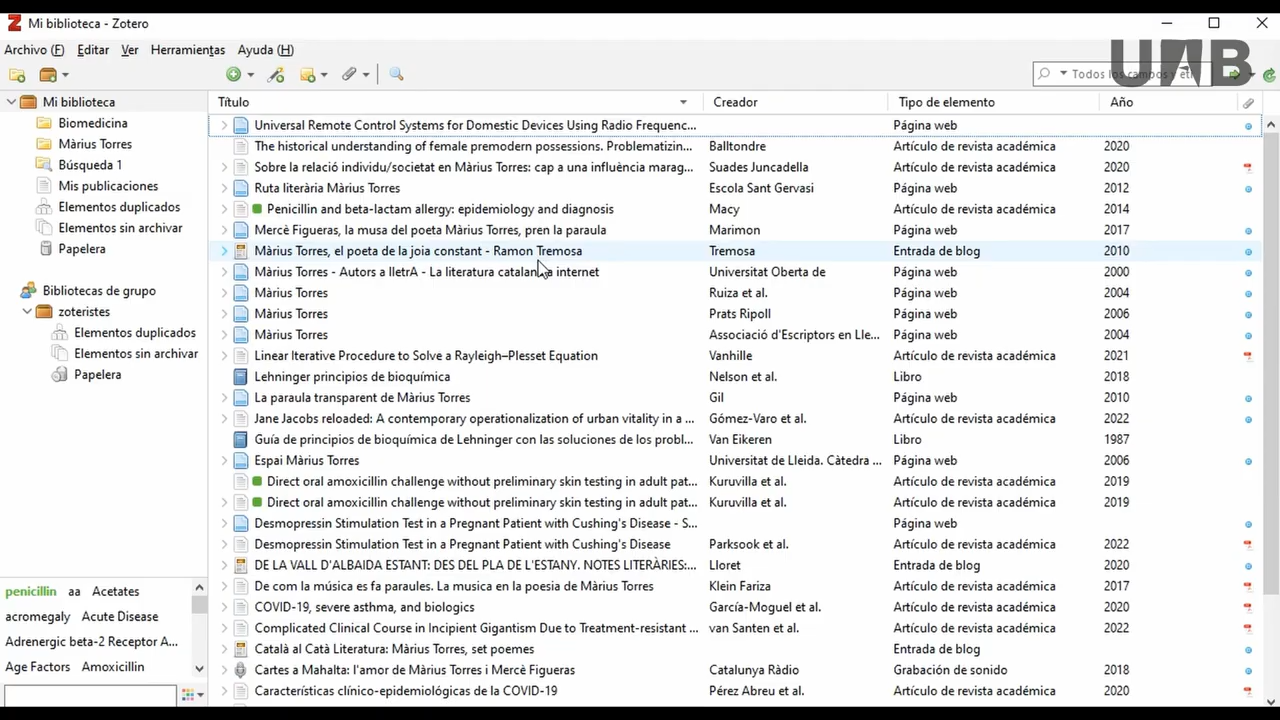 Mi biblioteca - Zotero
Archivo (F) Editar Ver Herramientas Ayuda (H)
UAB
Todos los campos y eti
Mi biblioteca
Biomedicina
Màrius Torres
Búsqueda 1
Mis publicaciones
Elementos duplicados
Elementos sin archivar
Papelera
Bibliotecas de grupo
zoteristes
Elementos duplicados
Elementos sin archivar
Papelera
penicillin aa Acetates
acromegaly Acute Disease
Adrenergic beta-2 Receptor A...
Age Factors Amoxicillin
Título Creador Tipo de elemento Año
Universal Remote Control Systems for Domestic Devices Using Radio Frequenc... Página web
The historical understanding of female premodern possessions. Problematizin... Balltondre Artículo de revista académica 2020
Sobre la relació individu/societat en Màrius Torres: cap a una influència marag... Suades Juncadella Artículo de revista académica 2020
Ruta literària Màrius Torres Escola Sant Gervasi Página web 2012
Penicillin and beta-lactam allergy: epidemiology and diagnosis Macy Artículo de revista académica 2014
Mercè Figueras, la musa del poeta Màrius Torres, pren la paraula Marimon Página web 2017
Màrius Torres, el poeta de la joia constant - Ramon Tremosa Tremosa Entrada de blog 2010
Màrius Torres - Autors a lletrA - La literatura catalana a internet Universitat Oberta de Página web 2000
Màrius Torres Ruiza et al. Página web 2004
Màrius Torres Prats Ripoll Página web 2006
Màrius Torres Associació d'Escriptors en Lle... Página web 2004
Linear Iterative Procedure to Solve a Rayleigh–Plesset Equation Vanhille Artículo de revista académica 2021
Lehninger principios de bioquímica Nelson et al. Libro 2018
La paraula transparent de Màrius Torres Gil Página web 2010
Jane Jacobs reloaded: A contemporary operationalization of urban vitality in a ... Gómez-Varo et al. Artículo de revista académica 2022
Guía de principios de bioquímica de Lehninger con las soluciones de los probl... Van Eikeren Libro 1987
Espai Màrius Torres Universitat de Lleida. Càtedra ... Página web 2006
Direct oral amoxicillin challenge without preliminary skin testing in adult pat... Kuruvilla et al. Artículo de revista académica 2019
Direct oral amoxicillin challenge without preliminary skin testing in adult pat... Kuruvilla et al. Artículo de revista académica 2019
Desmopressin Stimulation Test in a Pregnant Patient with Cushing's Disease - S... Página web
Desmopressin Stimulation Test in a Pregnant Patient with Cushing's Disease Parksook et al. Artículo de revista académica 2022
DE LA VALL D'ALBAIDA ESTANT: DES DEL PLA DE L'ESTANY. NOTES LITERÀRIES:... Lloret Entrada de blog 2020
De com la música es fa paraules. La musica en la poesia de Màrius Torres Klein Fariza Artículo de revista académica 2017
COVID-19, severe asthma, and biologics García-Moguel et al. Artículo de revista académica 2020
Complicated Clinical Course in Incipient Gigantism Due to Treatment-resistant ... van Santen et al. Artículo de revista académica 2022
Català al Catà Literatura: Màrius Torres, set poemes Entrada de blog
Cartes a Mahalta: l'amor de Màrius Torres i Mercè Figueras Catalunya Ràdio Grabación de sonido 2018
Características clínico-epidemiológicas de la COVID-19 Pérez Abreu et al. Artículo de revista académica 2020